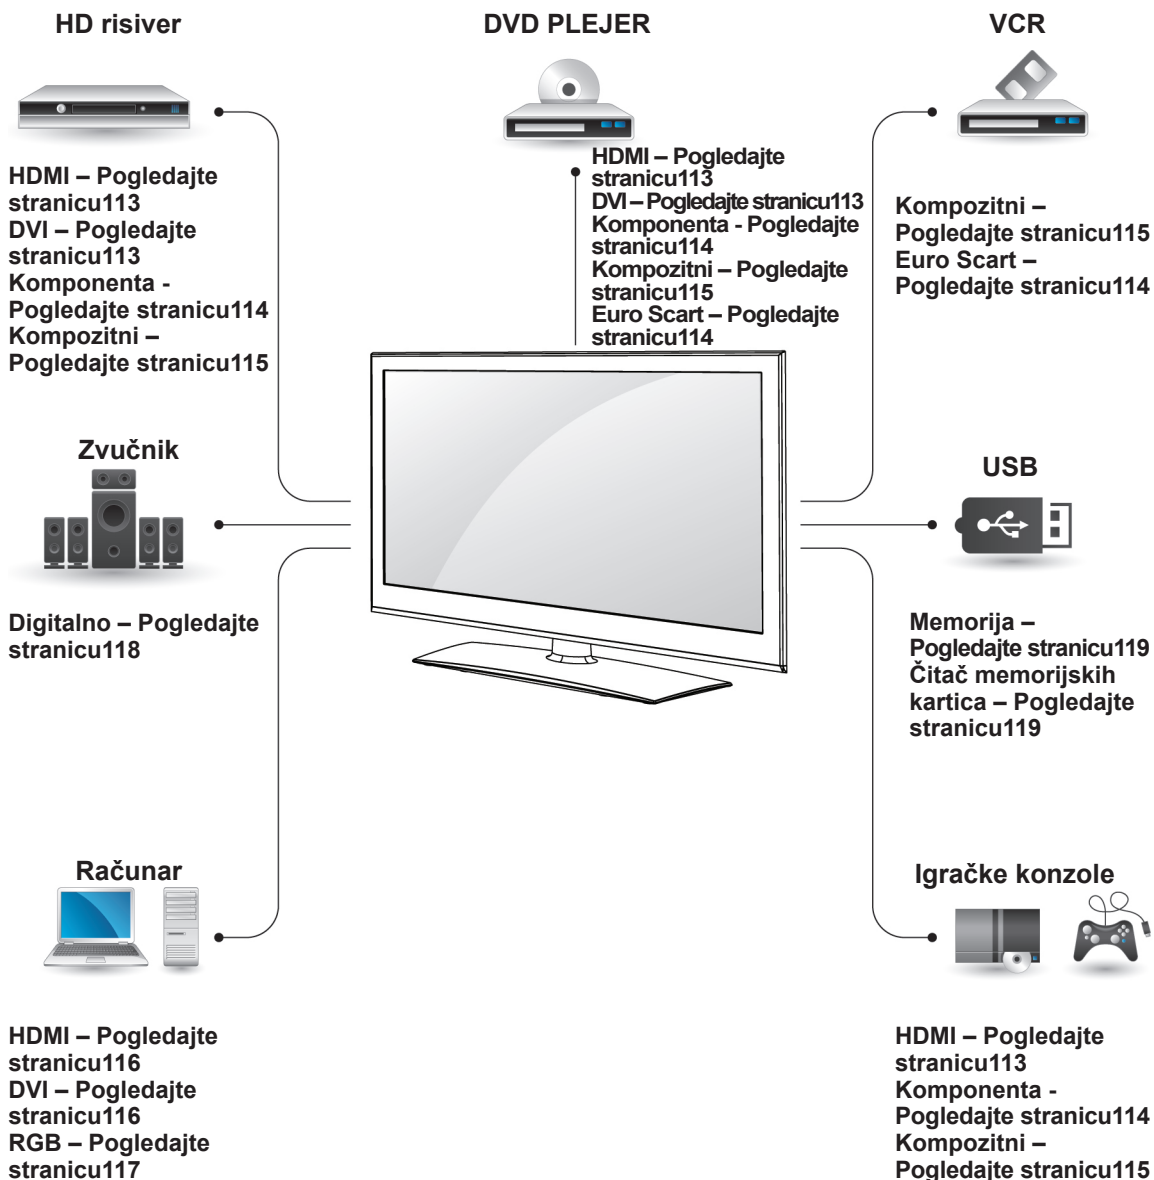 HD risiver
HDMI – Pogledajte
stranicu113
DVI – Pogledajte
stranicu113
Komponenta -
Pogledajte stranicu114
Kompozitni –
Pogledajte stranicu115
DVD PLEJER
HDMI – Pogledajte
stranicu113
DVI – Pogledajte stranicu113
Komponenta - Pogledajte
stranicu114
Kompozitni – Pogledajte
stranicu115
Euro Scart – Pogledajte
stranicu114
VCR
Kompozitni –
Pogledajte stranicu115
Euro Scart –
Pogledajte stranicu114
Zvučnik
Digitalno – Pogledajte
stranicu118
USB
Memorija –
Pogledajte stranicu119
Čitač memorijskih
kartica – Pogledajte
stranicu119
Računar
HDMI – Pogledajte
stranicu116
DVI – Pogledajte
stranicu116
RGB – Pogledajte
stranicu117
Igračke konzole
HDMI – Pogledajte
stranicu113
Komponenta -
Pogledajte stranicu114
Kompozitni –
Pogledajte stranicu115